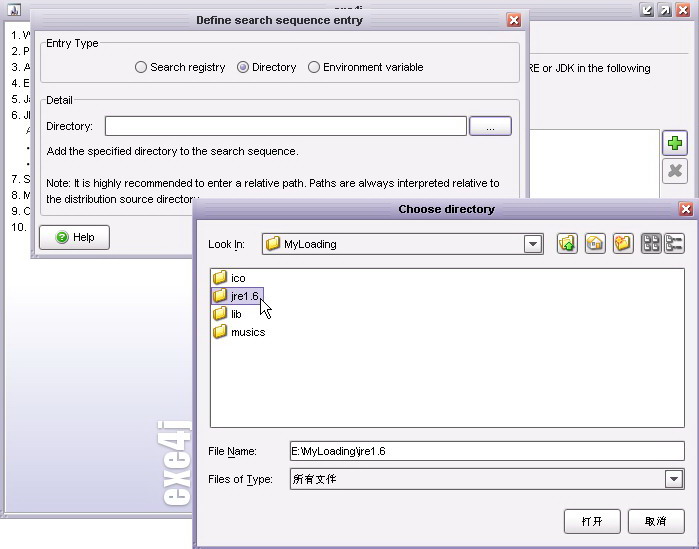 Define search sequence entry
Entry Type
Search registry
Directory
Environment variable
RE or JDK in the following
1. W
2. P
3. A
4. E
5. Ja
6. JR
7. S
8. M
9. C
10.
Detail
Directory:
...
Add the specified directory to the search sequence.
Note: It is highly recommended to enter a relative path. Paths are always interpreted relative to
the distribution source directory.
Help
Choose directory
Look In:
MyLoading
ico
jre1.6
lib
musics
File Name:
E:\MyLoading\jre1.6
Files of Type:
所有文件
打开
取消
exe4j